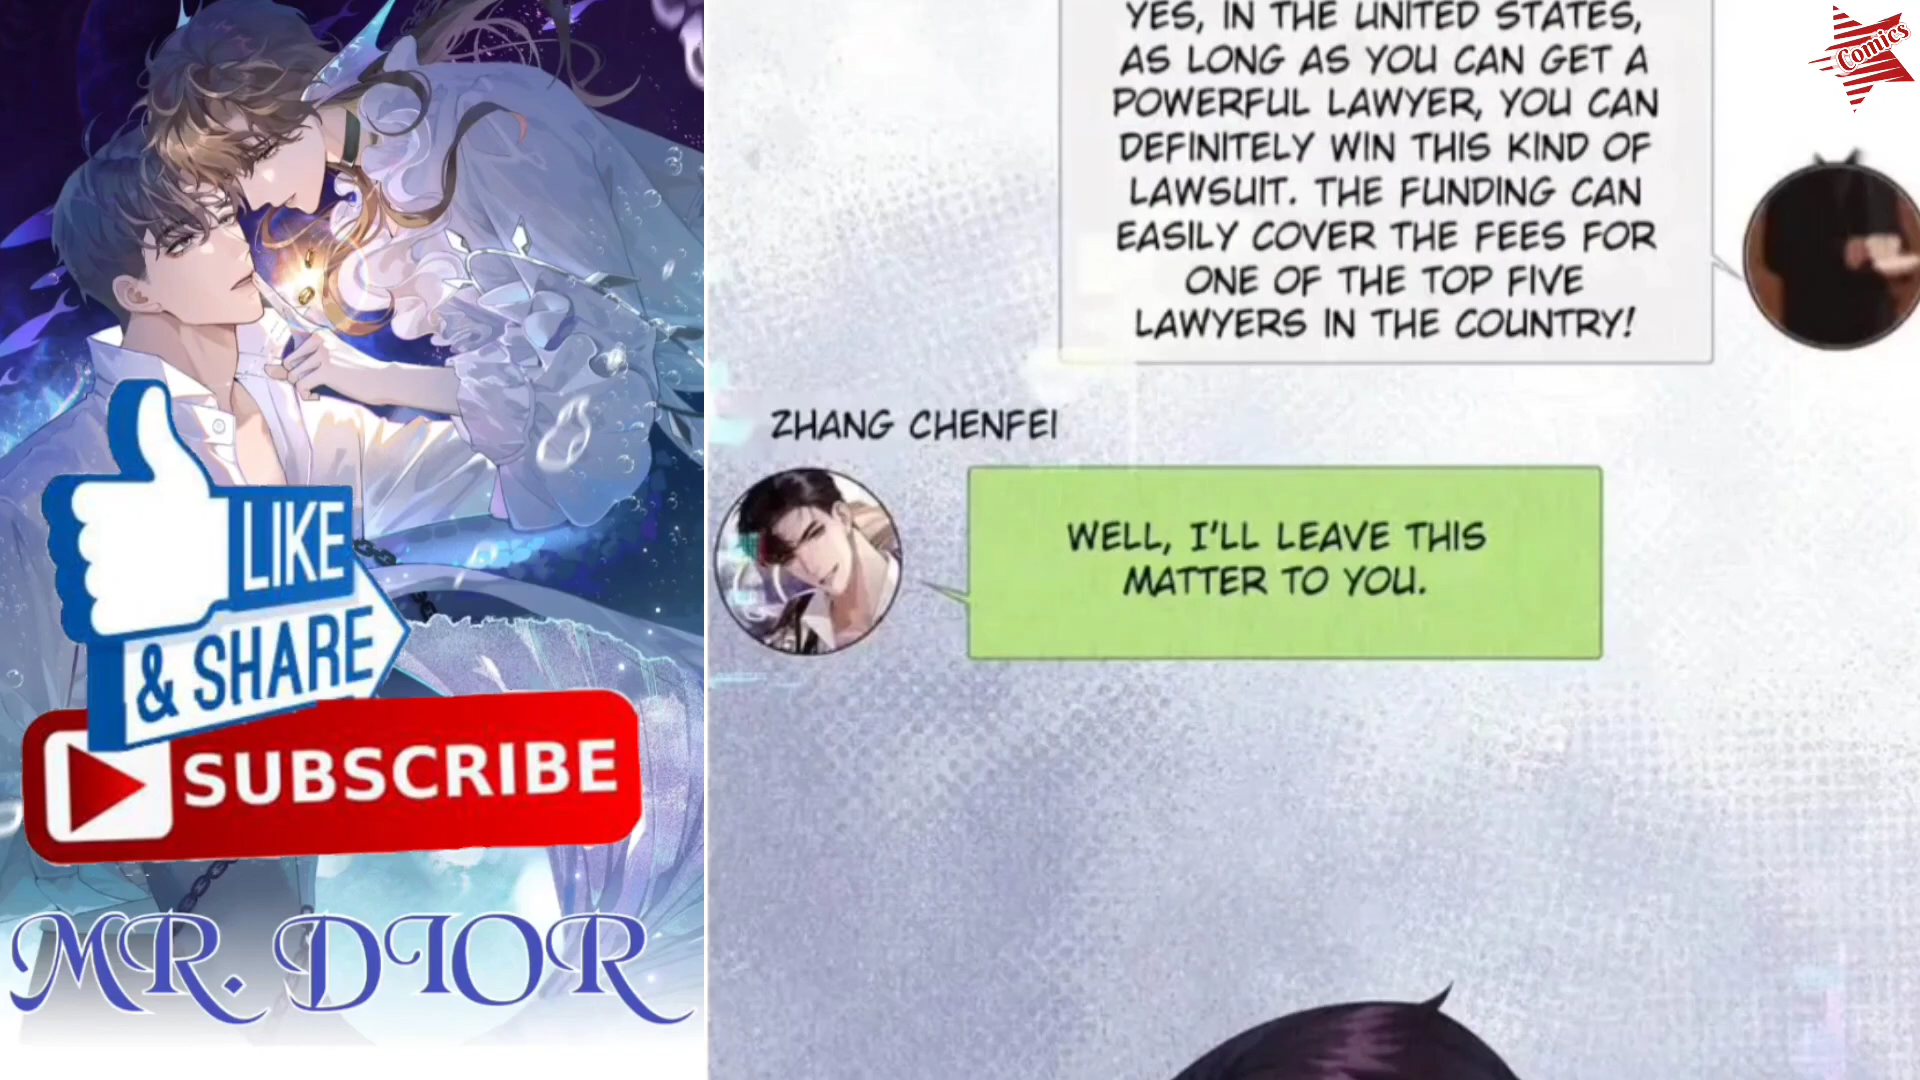 LIKE
& SHARE
SUBSCRIBE
MR. DIOR
YES, IN THE UNITED STATES,
AS LONG AS YOU CAN GET A
POWERFUL LAWYER, YOU CAN
DEFINITELY WIN THIS KIND OF
LAWSUIT. THE FUNDING CAN
EASILY COVER THE FEES FOR
ONE OF THE TOP FIVE
LAWYERS IN THE COUNTRY!
ZHANG CHENFEI
WELL, I'LL LEAVE THIS
MATTER TO YOU.
Comics